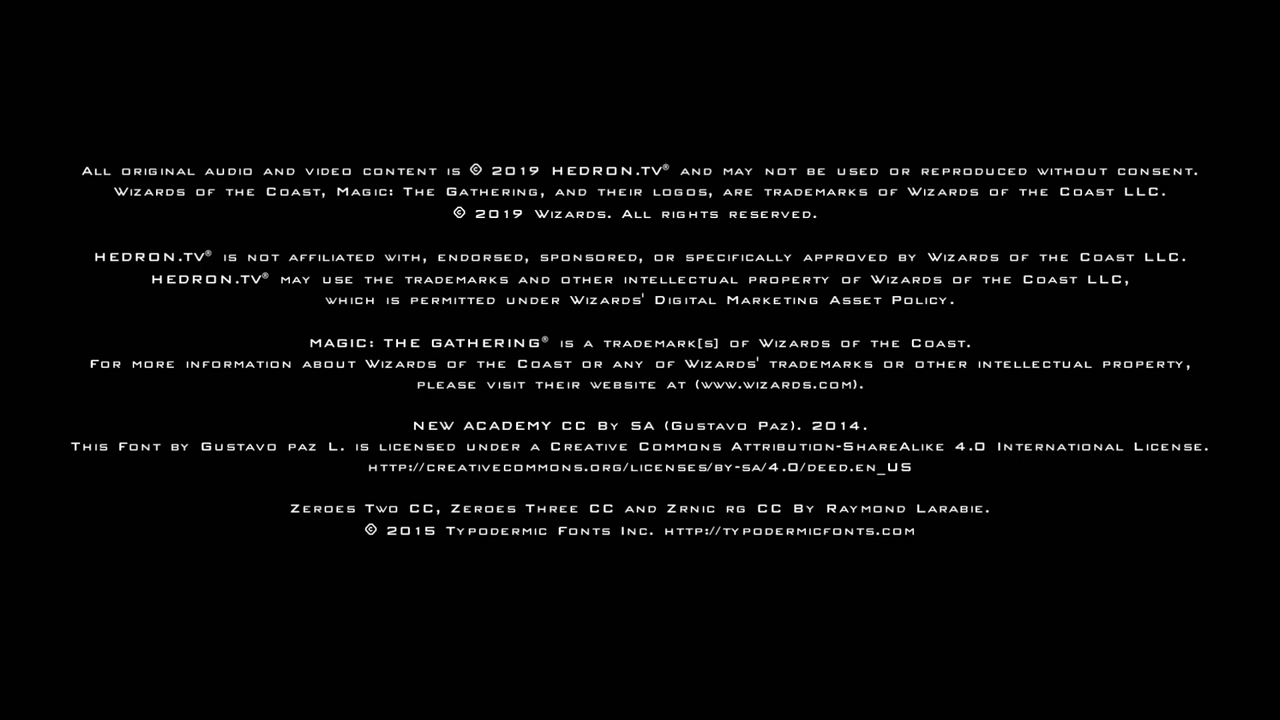 All original audio and video content is © 2019 HEDRON.TV® and may not be used or reproduced without consent.
Wizards of the Coast, Magic: The Gathering, and their logos, are trademarks of Wizards of the Coast LLC.
© 2019 Wizards. All rights reserved.
HEDRON.TV® is not affiliated with, endorsed, sponsored, or specifically approved by Wizards of the Coast LLC.
HEDRON.TV® may use the trademarks and other intellectual property of Wizards of the Coast LLC,
which is permitted under Wizards' Digital Marketing Asset Policy.
MAGIC: THE GATHERING® is a trademark[s] of Wizards of the Coast.
For more information about Wizards of the Coast or any of Wizards' trademarks or other intellectual property,
please visit their website at (www.wizards.com).
NEW ACADEMY CC By SA (Gustavo Paz). 2014.
This Font by Gustavo paz L. is licensed under a Creative Commons Attribution-ShareAlike 4.0 International License.
http://creativecommons.org/licenses/by-sa/4.0/deed.en_US
Zeroes Two CC, Zeroes Three CC and Zrnic rg CC By Raymond Larabie.
© 2015 Typodermic Fonts Inc. http://typodermicfonts.com